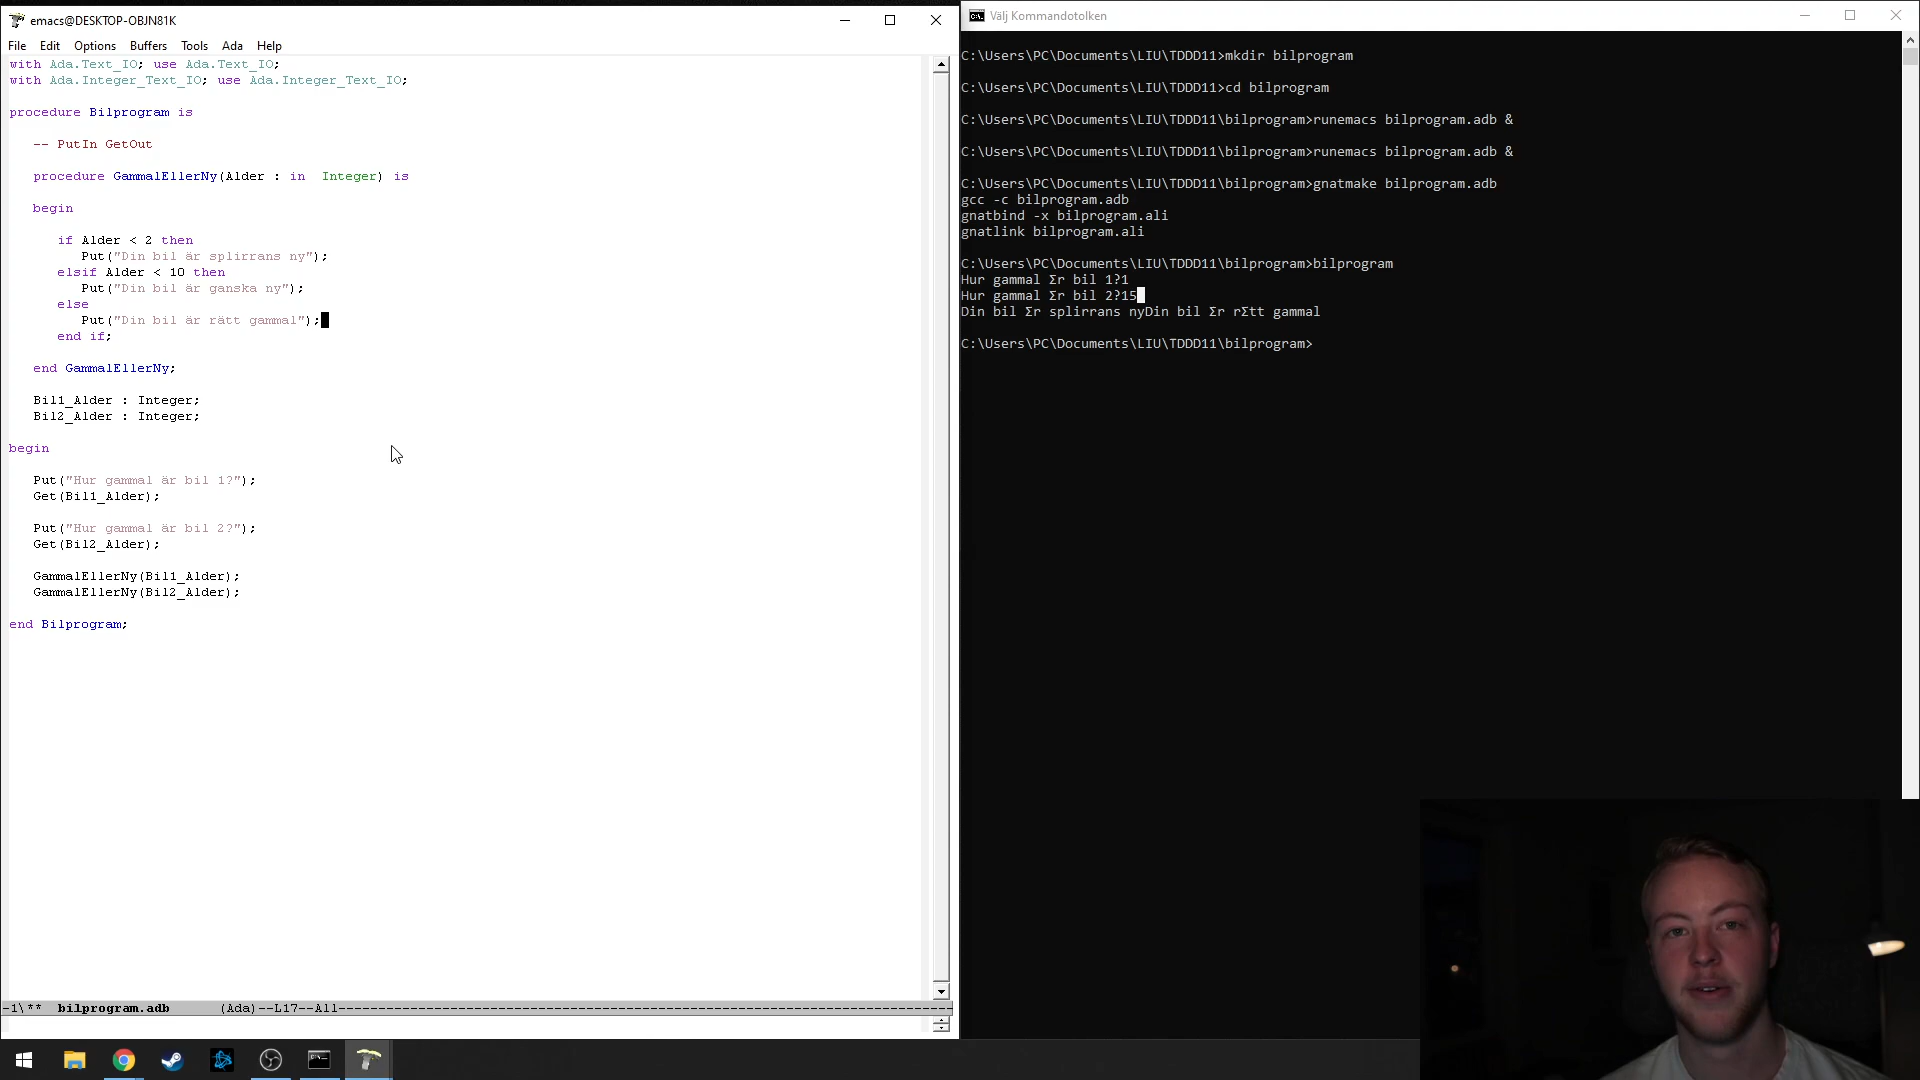 emacs@DESKTOP-OBJN81K
File Edit Options Buffers Tools Ada Help
with Ada.Text_IO; use Ada.Text_IO;
with Ada.Integer_Text_IO; use Ada.Integer_Text_IO;
procedure Bilprogram is
-- PutIn GetOut
procedure GammalEllerNy(Alder : in  Integer) is
begin
if Alder < 2 then
Put("Din bil är splirrans ny");
elsif Alder < 10 then
Put("Din bil är ganska ny");
else
Put("Din bil är rätt gammal");
end if;
end GammalEllerNy;
Bil1_Alder : Integer;
Bil2_Alder : Integer;
begin
Put("Hur gammal är bil 1?");
Get(Bil1_Alder);
Put("Hur gammal är bil 2?");
Get(Bil2_Alder);
GammalEllerNy(Bil1_Alder);
GammalEllerNy(Bil2_Alder);
end Bilprogram;
-1\** bilprogram.adb (Ada)--L17--All----
Välj Kommandotolken
C:\Users\PC\Documents\LIU\TDDD11>mkdir bilprogram
C:\Users\PC\Documents\LIU\TDDD11>cd bilprogram
C:\Users\PC\Documents\LIU\TDDD11\bilprogram>runemacs bilprogram.adb &
C:\Users\PC\Documents\LIU\TDDD11\bilprogram>runemacs bilprogram.adb &
C:\Users\PC\Documents\LIU\TDDD11\bilprogram>gnatmake bilprogram.adb
gcc -c bilprogram.adb
gnatbind -x bilprogram.ali
gnatlink bilprogram.ali
C:\Users\PC\Documents\LIU\TDDD11\bilprogram>bilprogram
Hur gammal Σr bil 1?1
Hur gammal Σr bil 2?15
Din bil Σr splirrans nyDin bil Σr rΣtt gammal
C:\Users\PC\Documents\LIU\TDDD11\bilprogram>